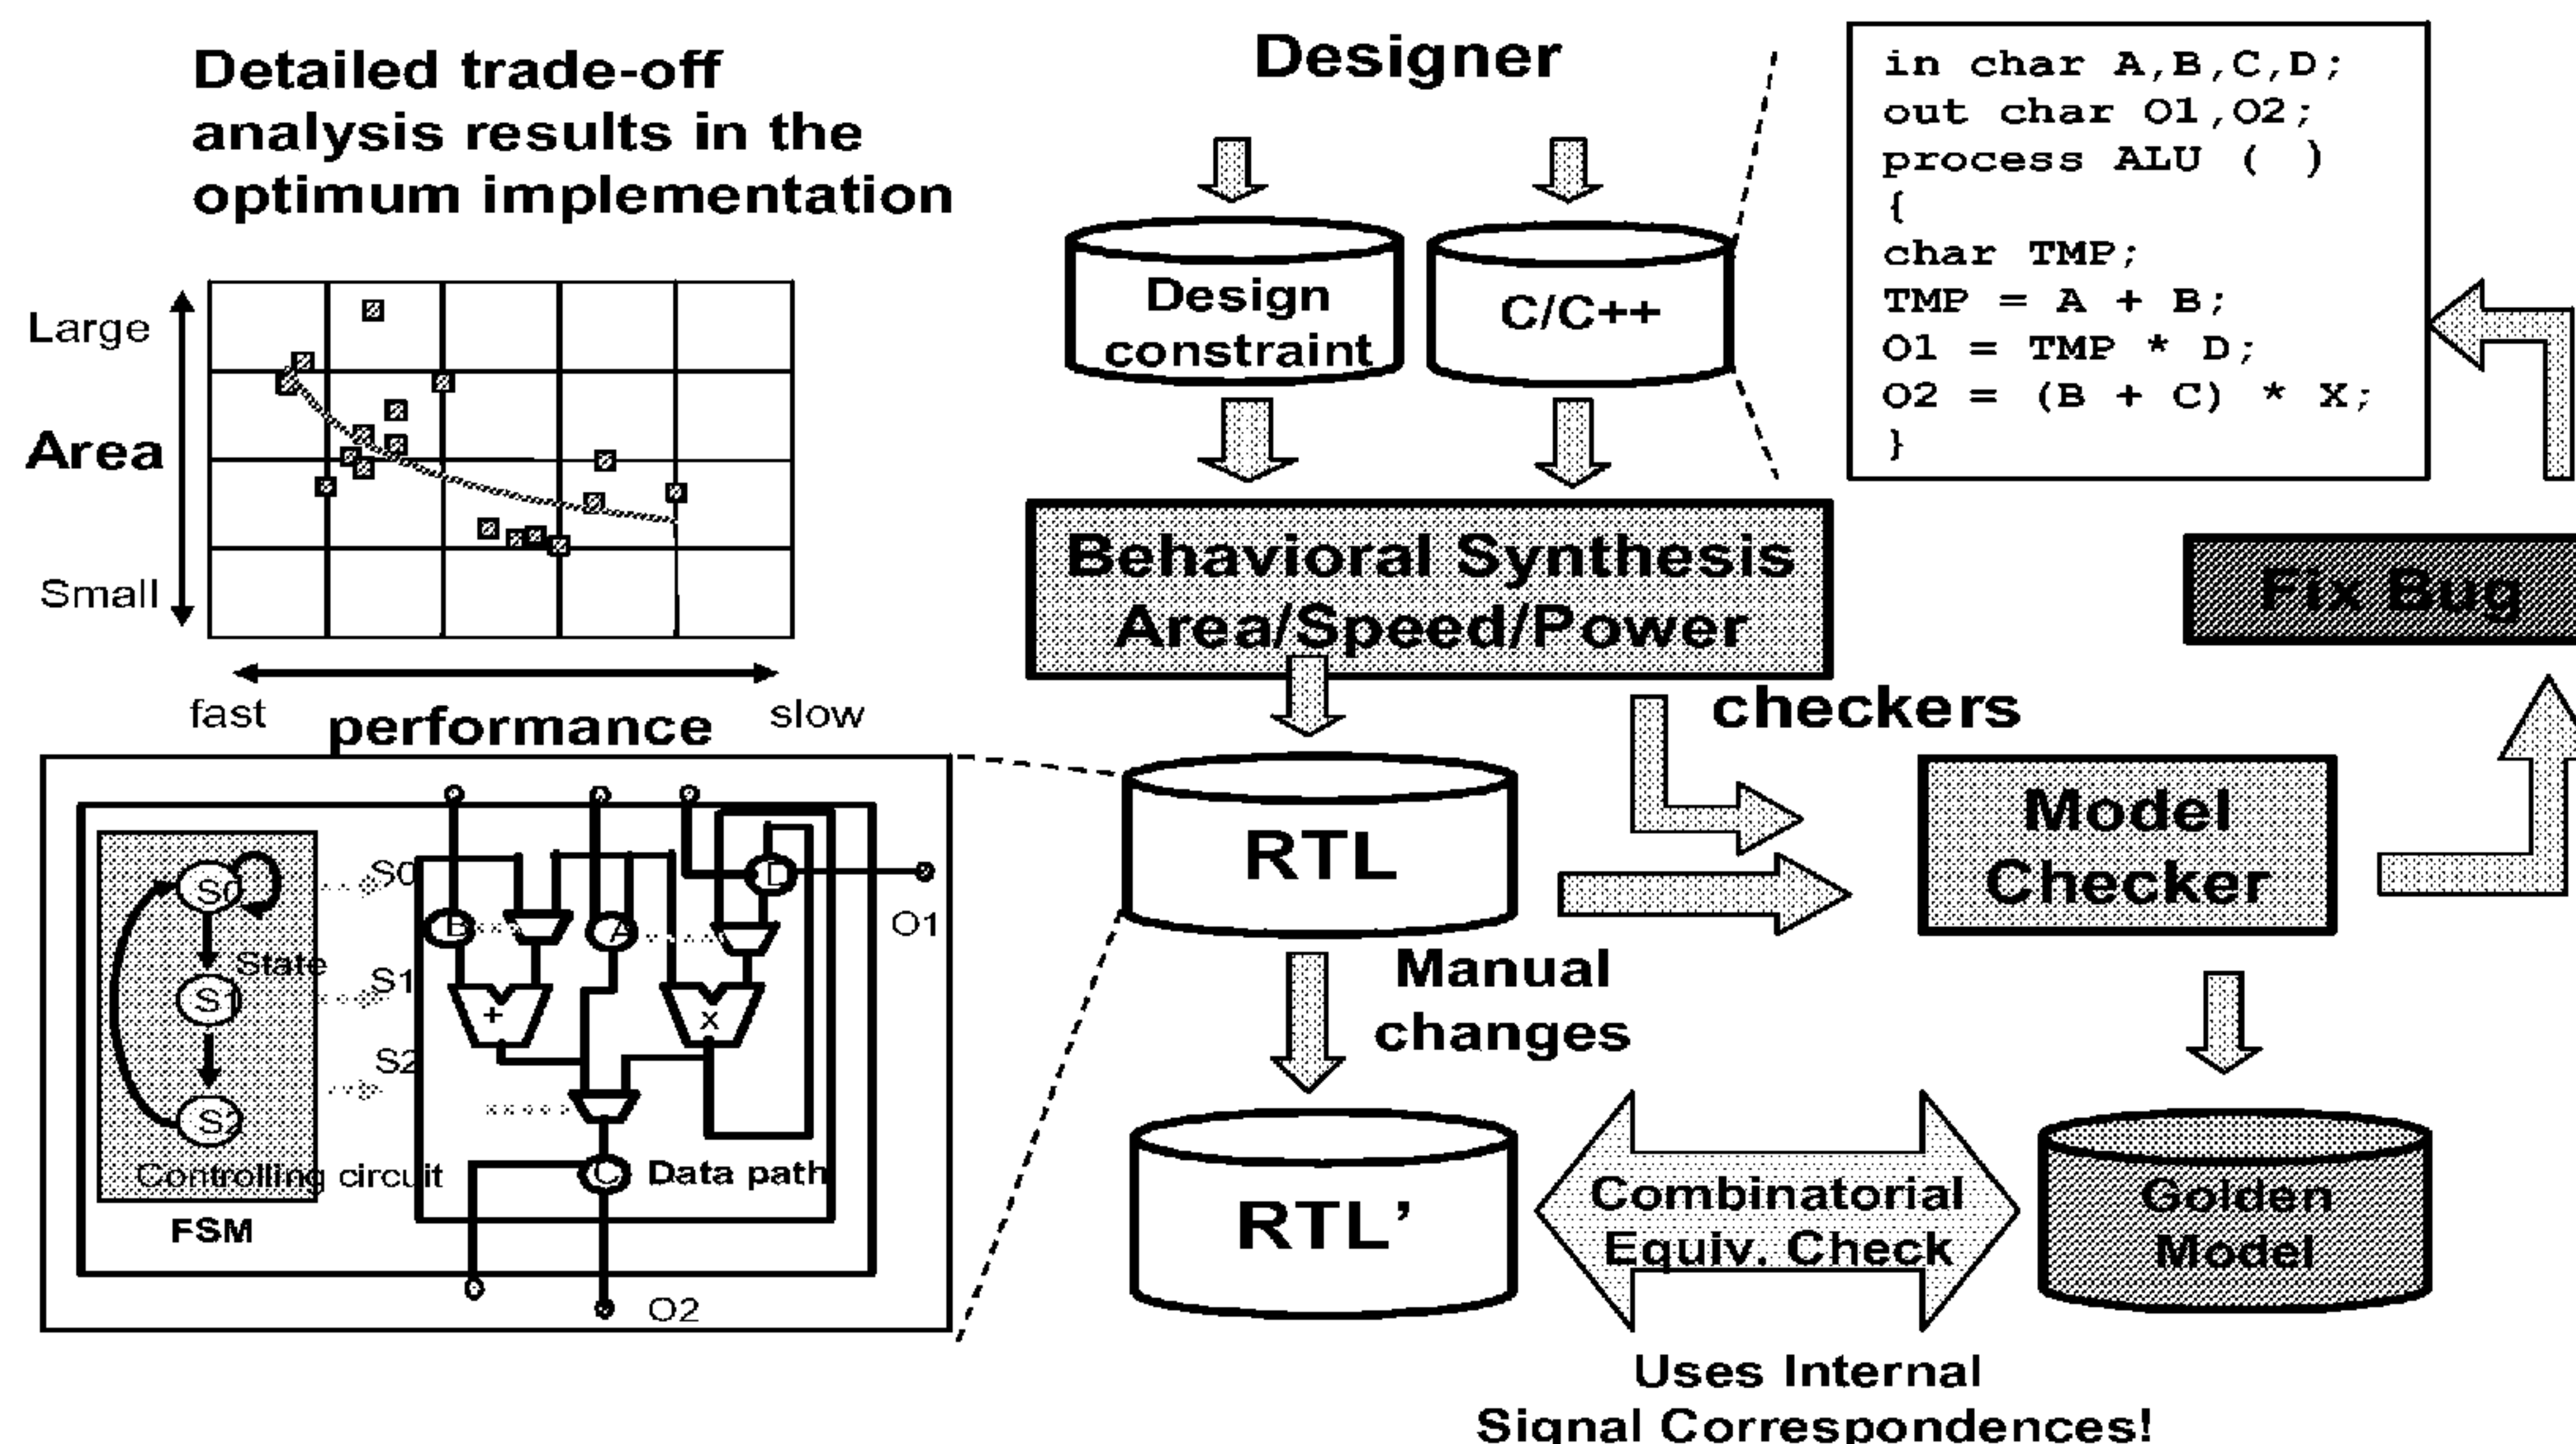 Detailed trade-off
analysis results in the
optimum implementation
Large
Area
Small
fast
performance
slow
Designer
Design
constraint
C/C++
in char A,B,C,D;
out char O1,O2;
process ALU ( )
{
char TMP;
TMP = A + B;
O1 = TMP * D;
O2 = (B + C) * X;
}
Behavioral Synthesis
Area/Speed/Power
Fix Bug
checkers
RTL
Model
Checker
Manual
changes
RTL’
Combinatorial
Equiv. Check
Golden
Model
Uses Internal
Signal Correspondences!
S0
State
S1
S2
Controlling circuit
FSM
S0
S1
S2
B
A
D
+
x
C
Data path
O1
O2